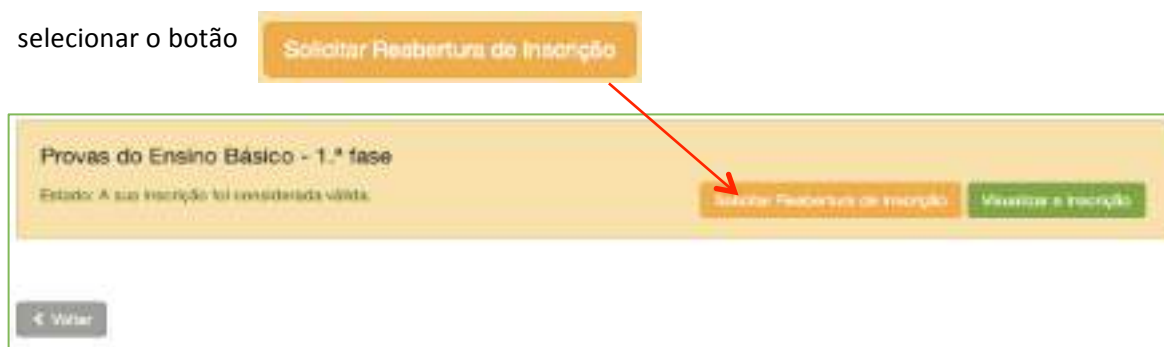 selecionar o botão
Solicitar Reabertura de Inscrição
Provas do Ensino Básico - 1.ª fase
Estado: A sua inscrição foi considerada válida.
Solicitar Reabertura de Inscrição
Visualizar a Inscrição
Voltar